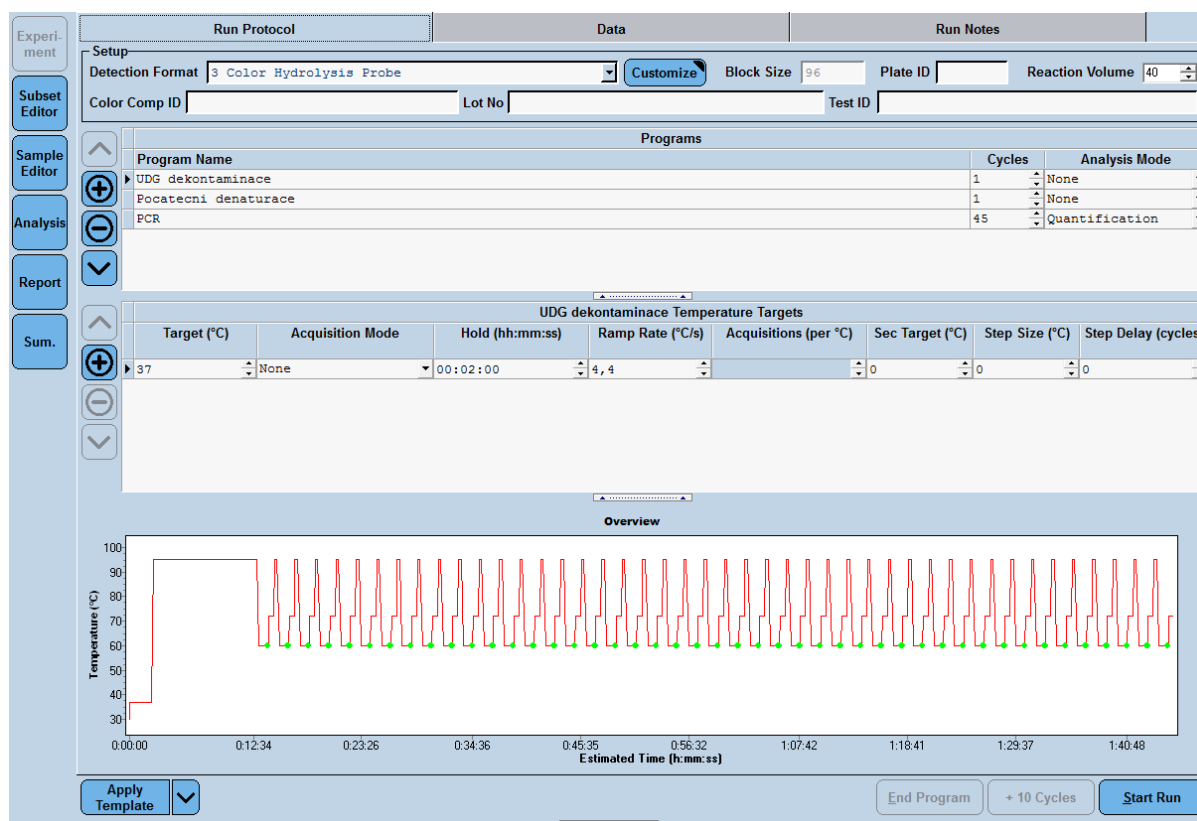 Experi-
ment
Subset
Editor
Sample
Editor
Analysis
Report
Sum.
Run Protocol Data Run Notes
Setup
Detection Format 3 Color Hydrolysis Probe Customize Block Size 96 Plate ID Reaction Volume 40
Color Comp ID Lot No Test ID
Programs
Program Name Cycles Analysis Mode
UDG dekontaminace 1 None
Pocatecni denaturace 1 None
PCR 45 Quantification
UDG dekontaminace Temperature Targets
Target (°C) Acquisition Mode Hold (hh:mm:ss) Ramp Rate (°C/s) Acquisitions (per °C) Sec Target (°C) Step Size (°C) Step Delay (cycles
37 None 00:02:00 4,4 0 0 0
Overview
Temperature (°C)
100
90
80
70
60
50
40
30
0:00:00 0:12:34 0:23:26 0:34:36 0:45:35 0:56:32 1:07:42 1:18:41 1:29:37 1:40:48
Estimated Time (h:mm:ss)
Apply
Template
End Program + 10 Cycles Start Run